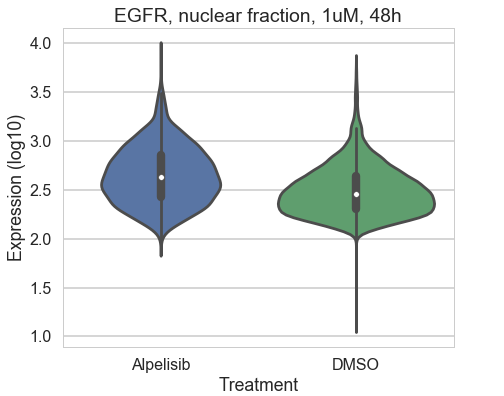 EGFR, nuclear fraction, 1uM, 48h
4.0
3.5
3.0
2.5
2.0
1.5
1.0
Expression (log10)
Alpelisib DMSO
Treatment